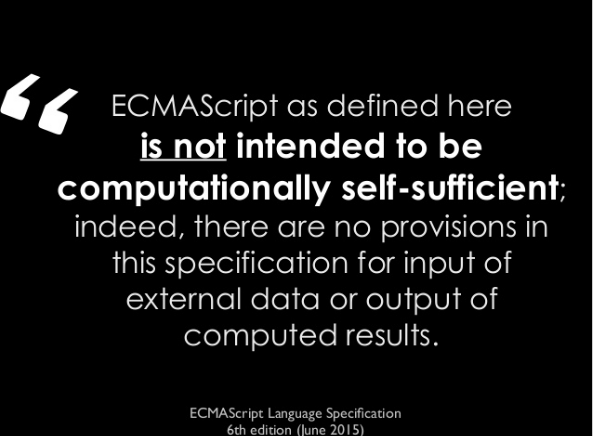 “
ECMAScript as defined here
is not intended to be
computationally self-sufficient;
indeed, there are no provisions in
this specification for input of
external data or output of
computed results.
ECMAScript Language Specification
6th edition (June 2015)